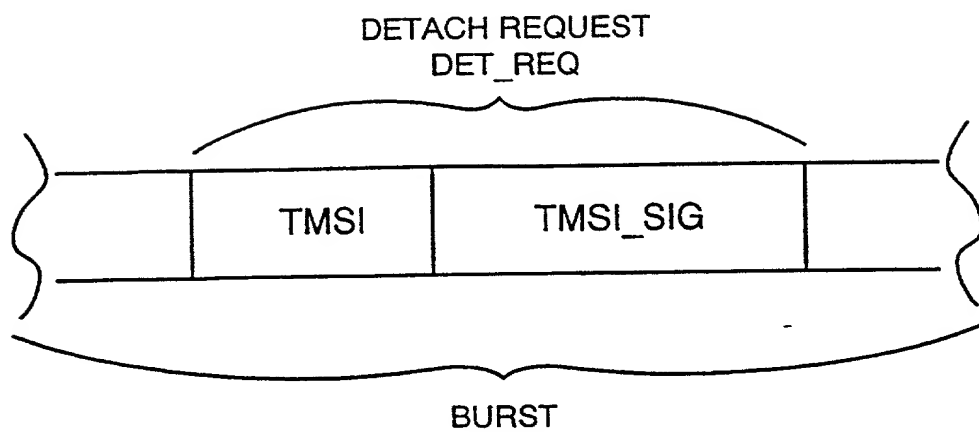 DETACH REQUEST
DET_REQ
TMSI
TMSI_SIG
BURST